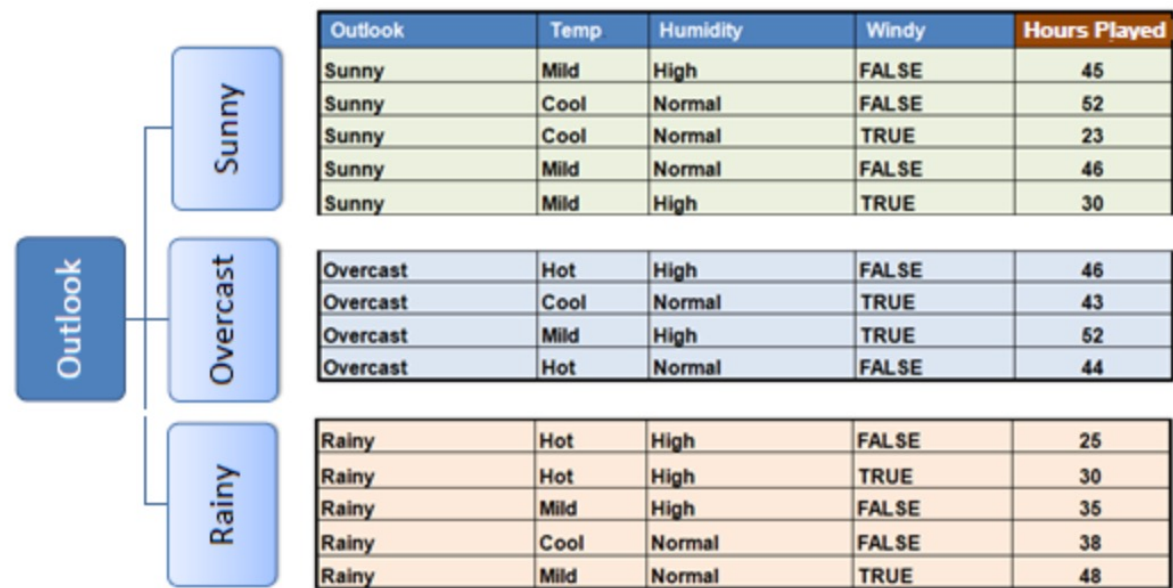 Outlook Temp Humidity Windy Hours Played
Sunny Mild High FALSE 45
Sunny Cool Normal FALSE 52
Sunny Cool Normal TRUE 23
Sunny Mild Normal FALSE 46
Sunny Mild High TRUE 30
Overcast Hot High FALSE 46
Overcast Cool Normal TRUE 43
Overcast Mild High TRUE 52
Overcast Hot Normal FALSE 44
Rainy Hot High FALSE 25
Rainy Hot High TRUE 30
Rainy Mild High FALSE 35
Rainy Cool Normal FALSE 38
Rainy Mild Normal TRUE 48
Outlook
Sunny
Overcast
Rainy